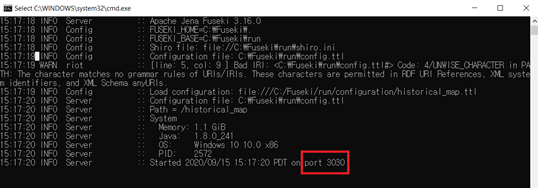 Select C:\WINDOWS\system32\cmd.exe
15:17:18 INFO  Server          :: Apache Jena Fuseki 3.16.0
15:17:18 INFO  Config          :: FUSEKI_HOME=C:₩Fuseki₩.
15:17:18 INFO  Config          :: FUSEKI_BASE=C:₩Fuseki₩run
15:17:18 INFO  Config          :: Shiro file: file://C:₩Fuseki₩run₩shiro.ini
15:17:19 INFO  Config          :: Configuration file: C:₩Fuseki₩run₩config.ttl
15:17:19 WARN  riot            :: [line: 5, col: 9 ] Bad IRI: <C:₩Fuseki₩run₩config.ttl#> Code: 4/UNWISE_CHARACTER in PA
TH: The character matches no grammar rules of URIs/IRIs. These characters are permitted in RDF URI References, XML syste
m identifiers, and XML Schema anyURIs.
15:17:19 INFO  Config          :: Load configuration: file:///C:/Fuseki/run/configuration/historical_map.ttl
15:17:20 INFO  Server          :: Configuration file: C:₩Fuseki₩run₩config.ttl
15:17:20 INFO  Server          :: Path = /historical_map
15:17:20 INFO  Server          :: System
15:17:20 INFO  Server          ::   Memory: 1.1 GiB
15:17:20 INFO  Server          ::   Java:   1.8.0_241
15:17:20 INFO  Server          ::   OS:     Windows 10 10.0 x86
15:17:20 INFO  Server          ::   PID:    2572
15:17:20 INFO  Server          :: Started 2020/09/15 15:17:20 PDT on port 3030